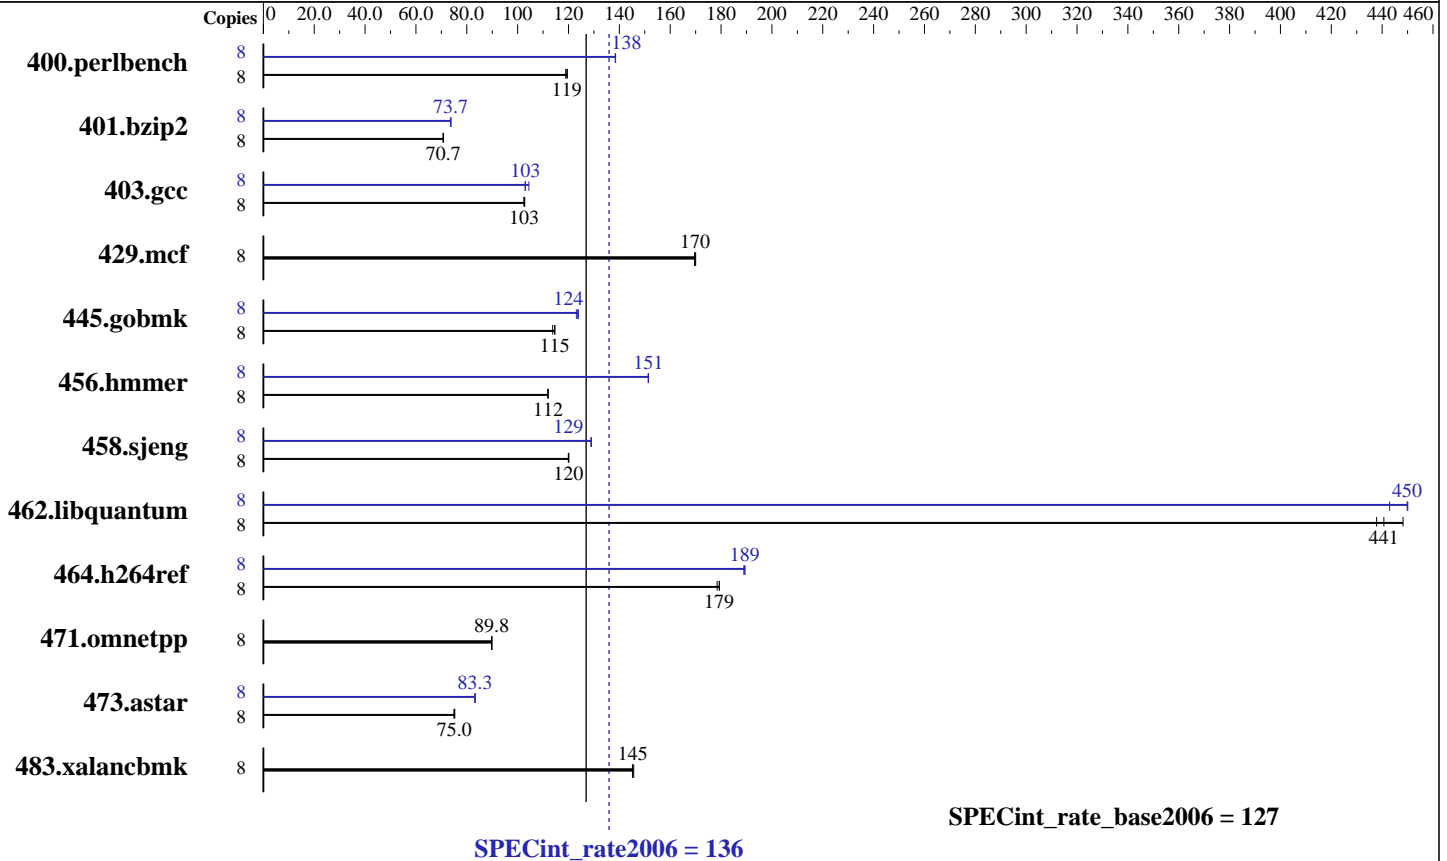 Copies 0 20.0 40.0 60.0 80.0 100 120 140 160 180 200 220 240 260 280 300 320 340 360 380 400 420 440 460
400.perlbench 8 138
8 119
401.bzip2 8 73.7
8 70.7
403.gcc 8 103
8 103
429.mcf 8 170
445.gobmk 8 124
8 115
456.hmmer 8 151
8 112
458.sjeng 8 129
8 120
462.libquantum 8 450
8 441
464.h264ref 8 189
8 179
471.omnetpp 8 89.8
473.astar 8 83.3
8 75.0
483.xalancbmk 8 145
SPECint_rate_base2006 = 127
SPECint_rate2006 = 136